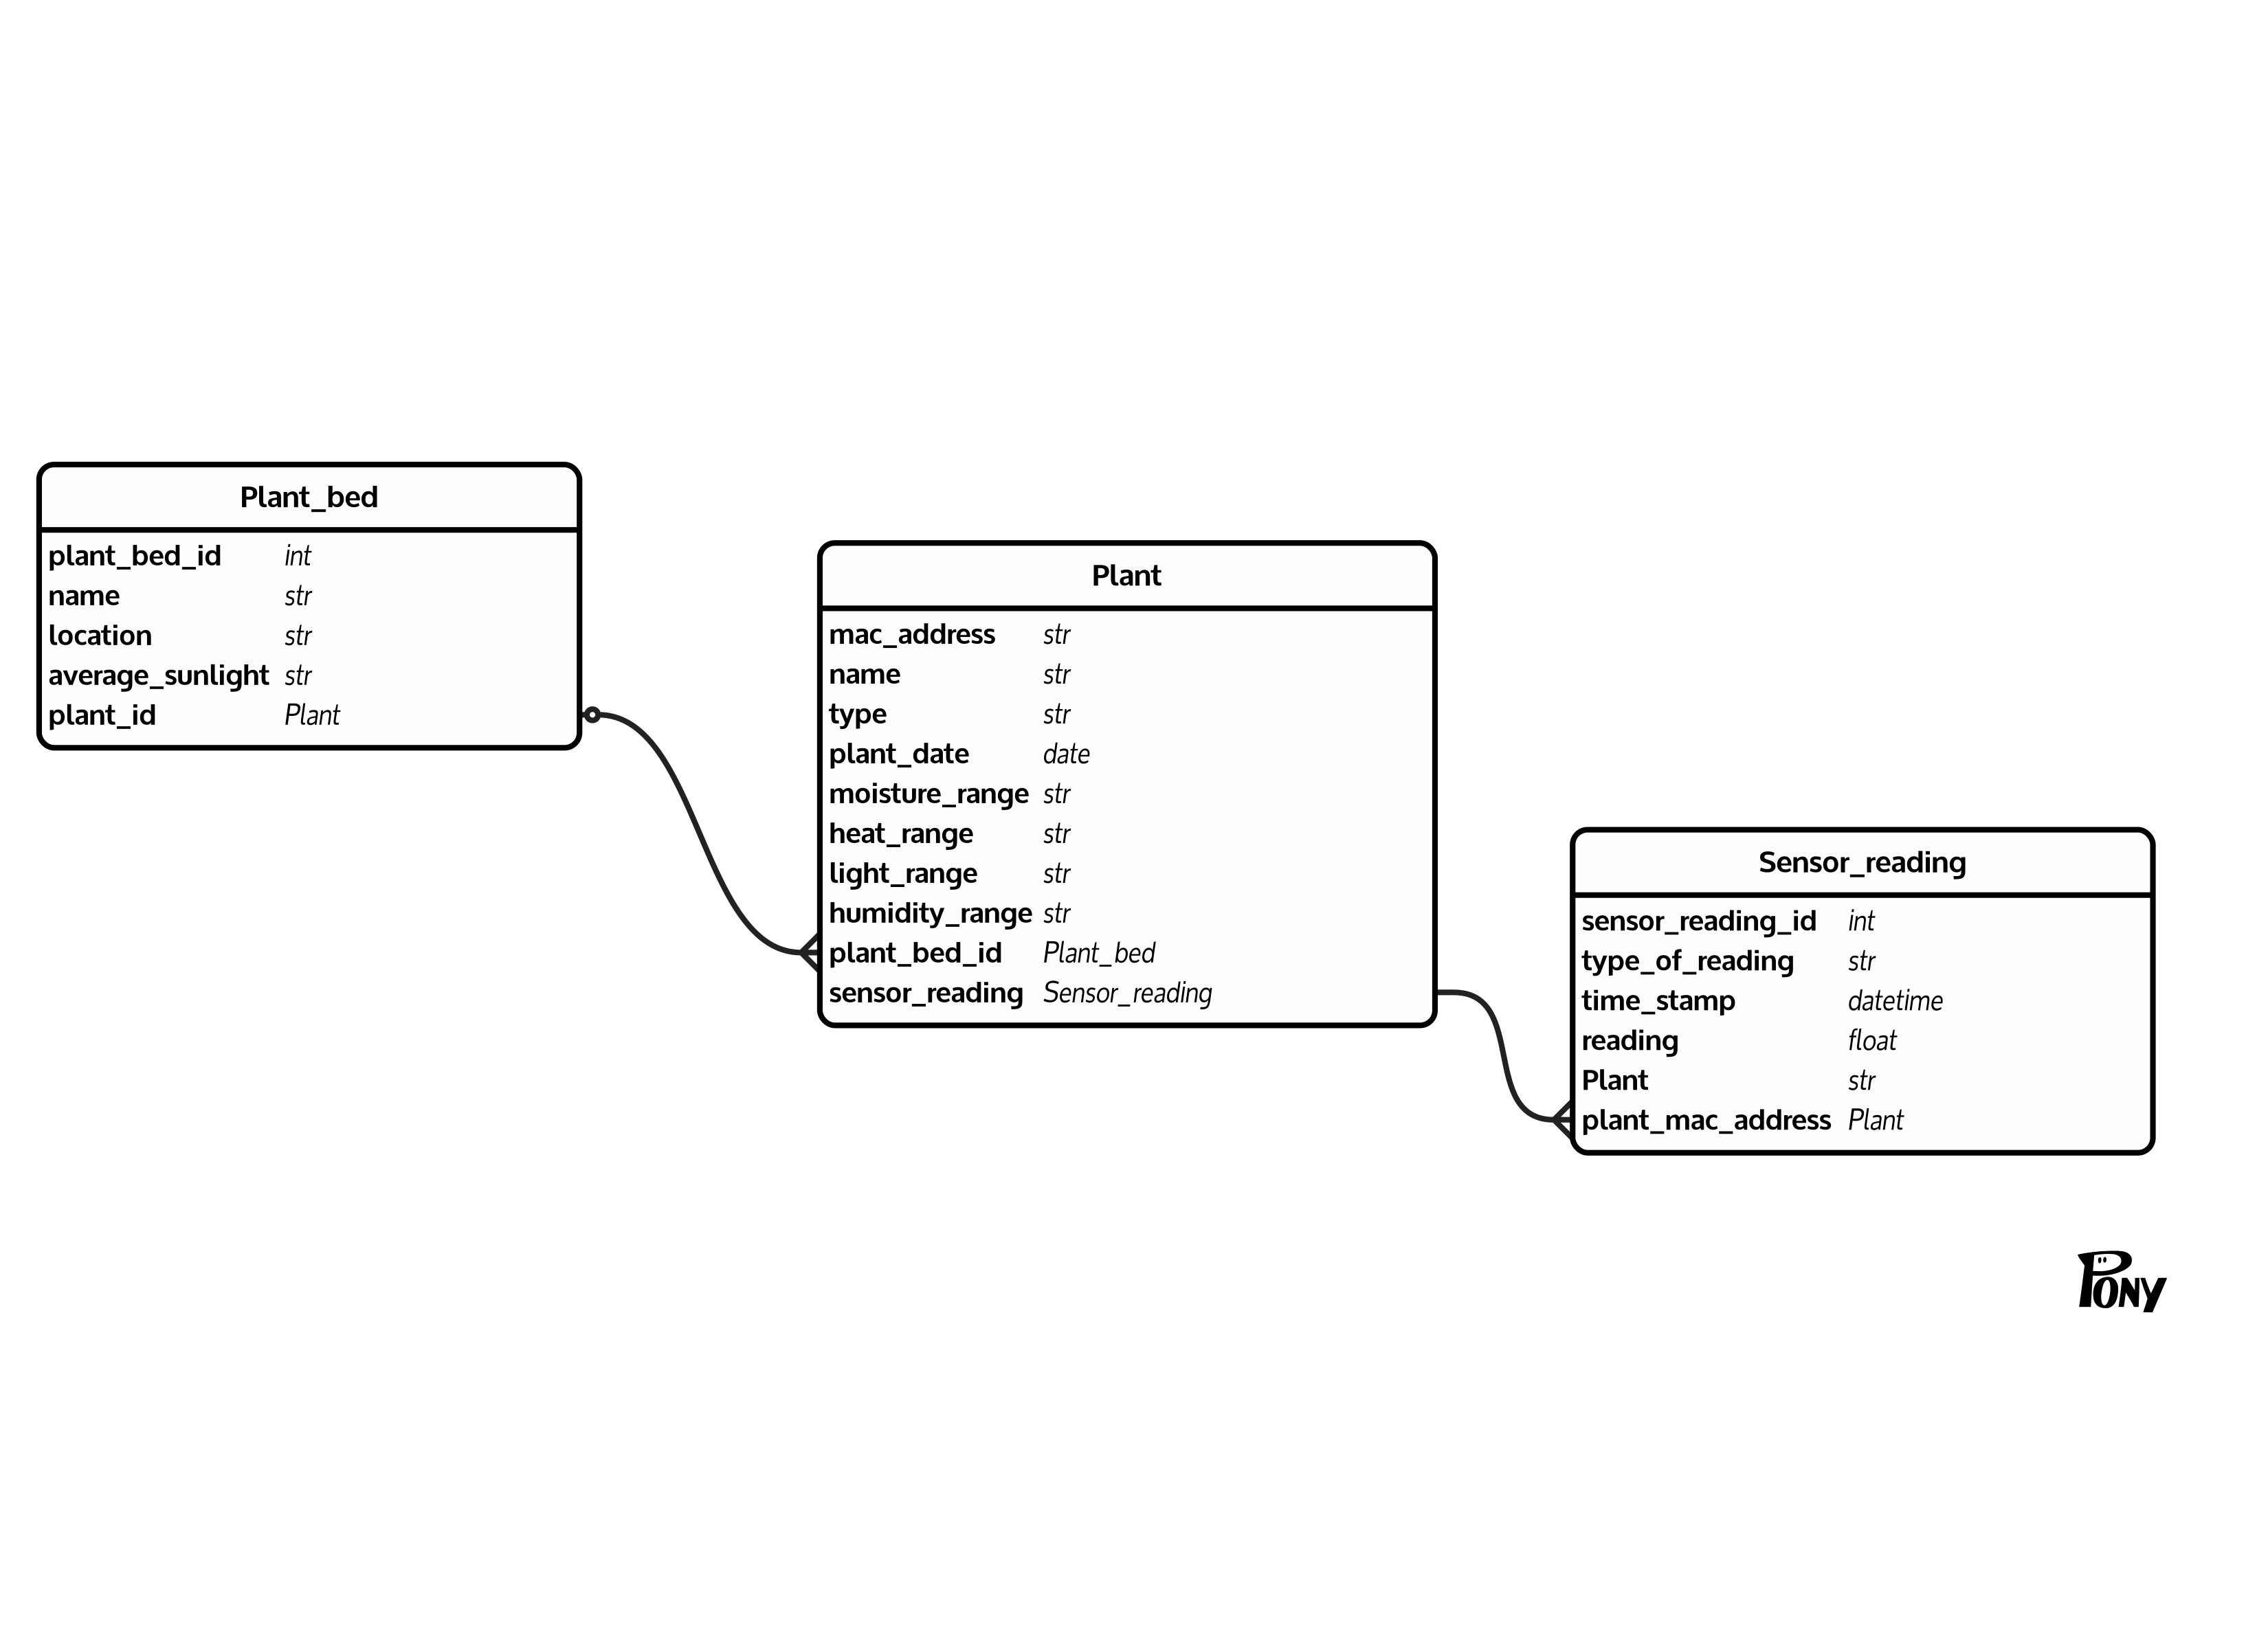 Plant_bed
plant_bed_id int
name str
location str
average_sunlight str
plant_id Plant
Plant
mac_address str
name str
type str
plant_date date
moisture_range str
heat_range str
light_range str
humidity_range str
plant_bed_id Plant_bed
sensor_reading Sensor_reading
Sensor_reading
sensor_reading_id int
type_of_reading str
time_stamp datetime
reading float
Plant str
plant_mac_address Plant
PONY